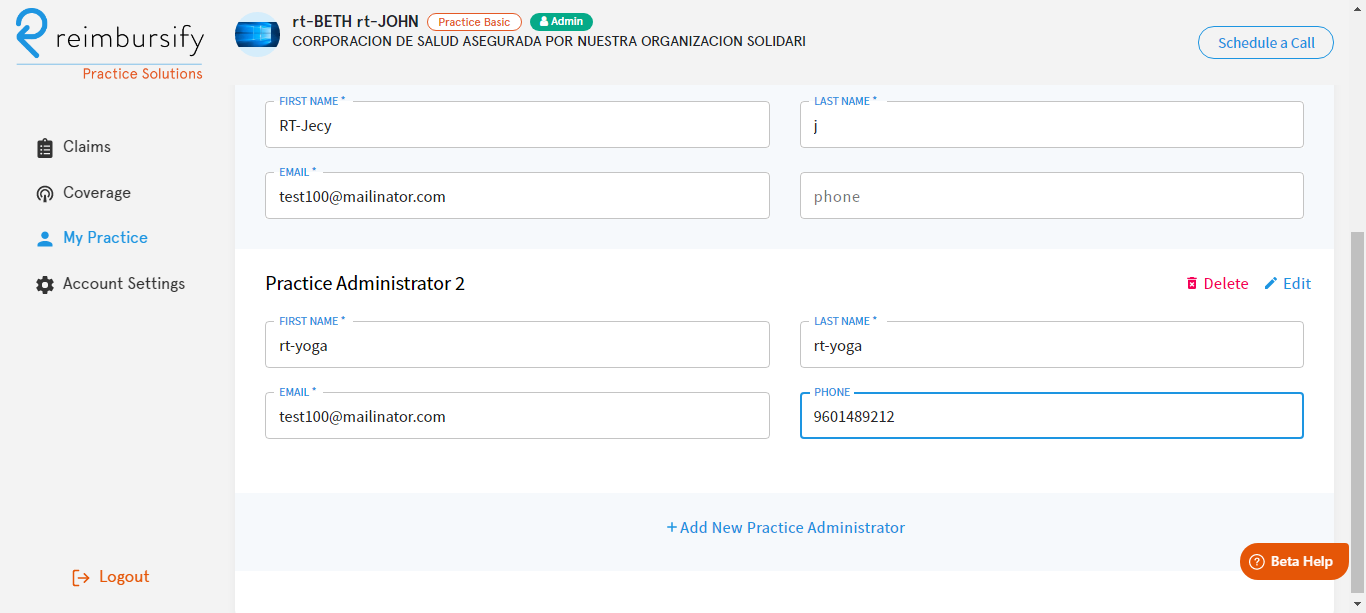 reimbursify
Practice Solutions
rt-BETH rt-JOHN Practice Basic Admin
CORPORACION DE SALUD ASEGURADA POR NUESTRA ORGANIZACION SOLIDARI
Schedule a Call
Claims
Coverage
My Practice
Account Settings
Logout
FIRST NAME * LAST NAME *
RT-Jecy j
EMAIL *
test100@mailinator.com phone
Practice Administrator 2 Delete Edit
FIRST NAME * LAST NAME *
rt-yoga rt-yoga
EMAIL * PHONE
test100@mailinator.com 9601489212
+ Add New Practice Administrator
? Beta Help